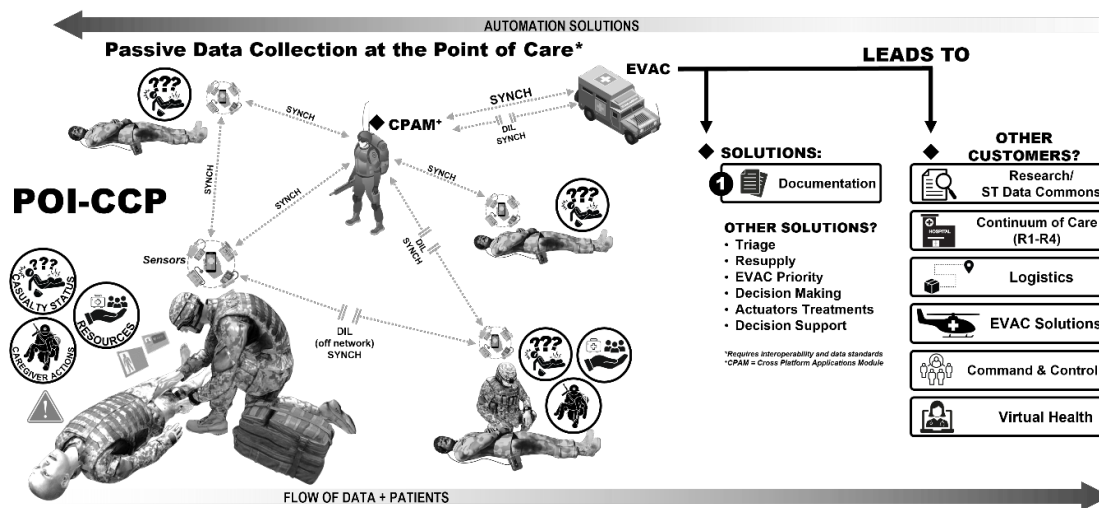 AUTOMATION SOLUTIONS
Passive Data Collection at the Point of Care*
EVAC
LEADS TO
???
SYNCH
CPAM+
SYNCH
DIL
SYNCH
SYNCH
SYNCH
SYNCH
POI-CCP
???
DIL
SYNCH
Sensors
??? CASUALTY STATUS
RESOURCES
CAREGIVER ACTIONS
DIL
(off network)
SYNCH
???
SOLUTIONS:
1 Documentation
OTHER SOLUTIONS?
• Triage
• Resupply
• EVAC Priority
• Decision Making
• Actuators Treatments
• Decision Support
*Requires interoperability and data standards
*CPAM = Cross Platform Applications Module
OTHER
CUSTOMERS?
Research/
ST Data Commons
HOSPITAL
Continuum of Care
(R1-R4)
Logistics
EVAC Solutions
Command & Control
Virtual Health
FLOW OF DATA + PATIENTS